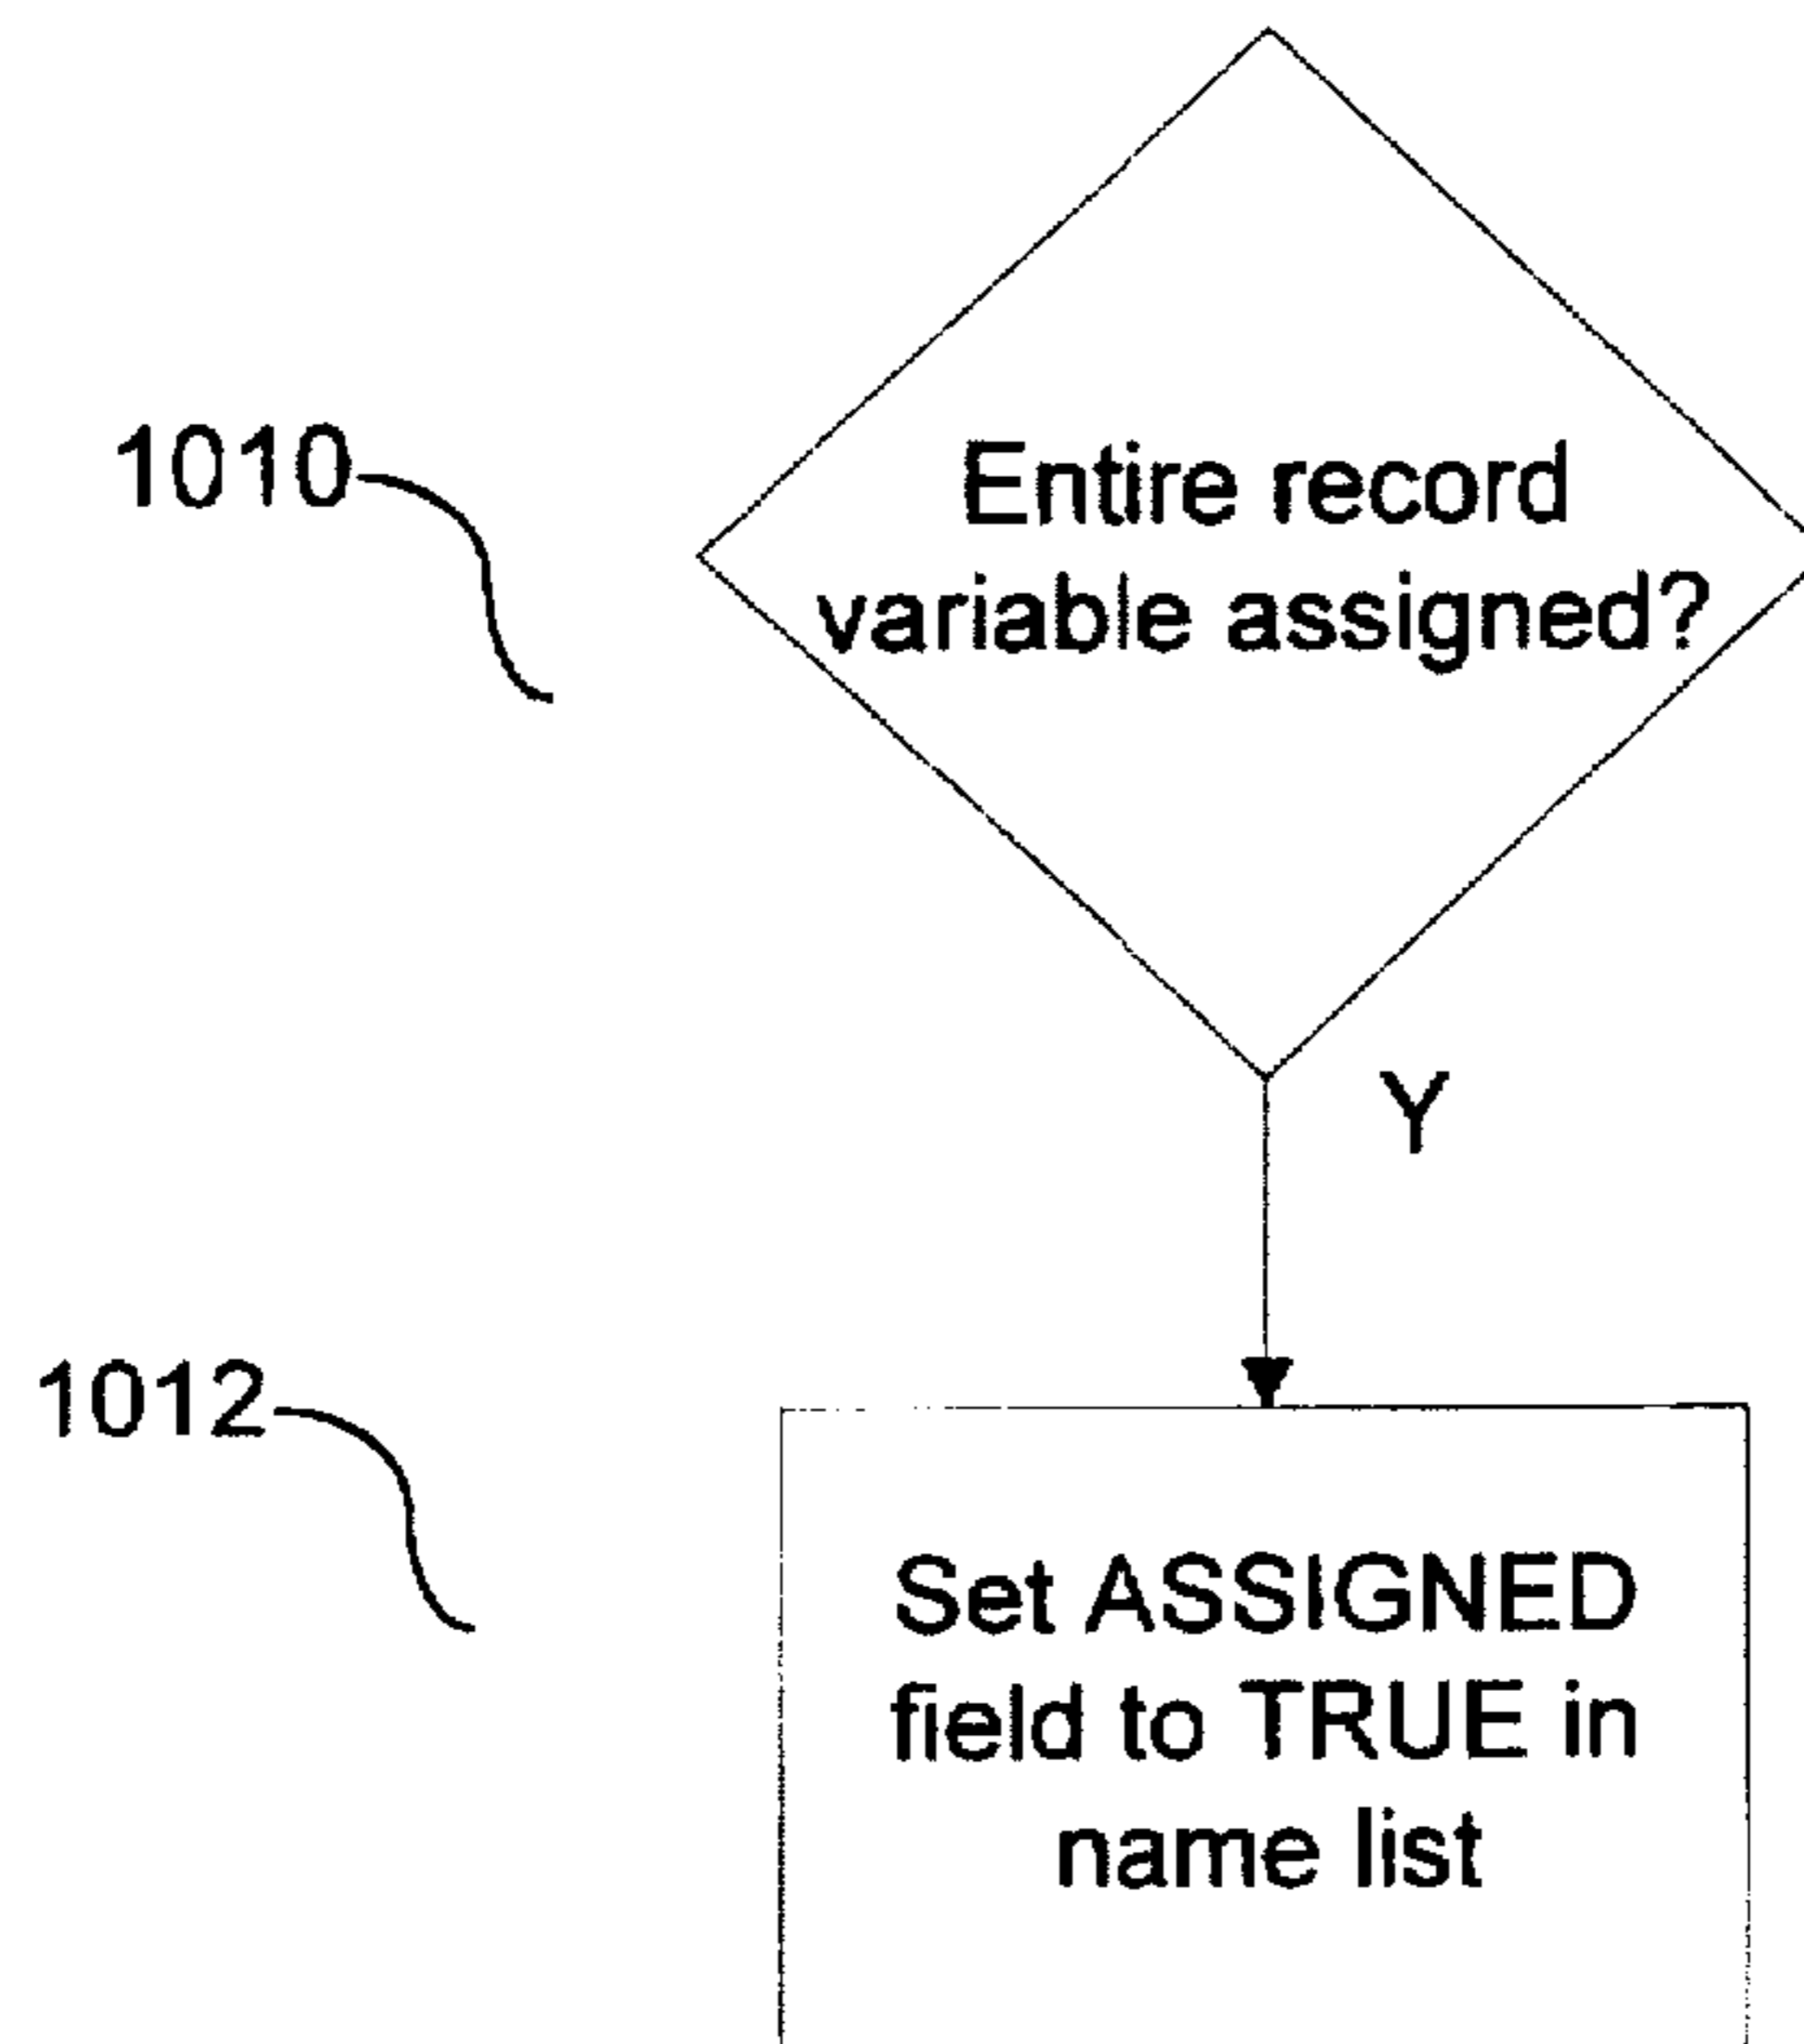 1010
Entire record
variable assigned?
Y
1012
Set ASSIGNED
field to TRUE in
name list